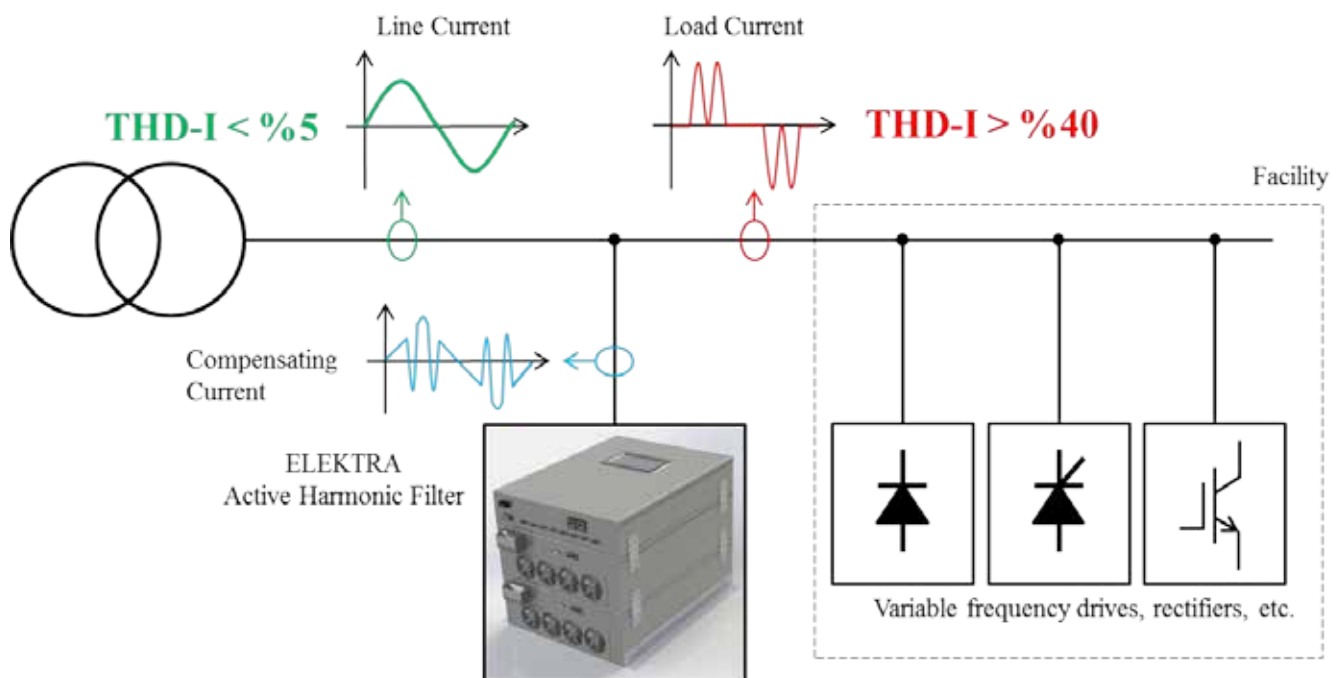 Line Current
Load Current
THD-I < %5
THD-I > %40
Facility
Compensating
Current
ELEKTRA
Active Harmonic Filter
Variable frequency drives, rectifiers, etc.